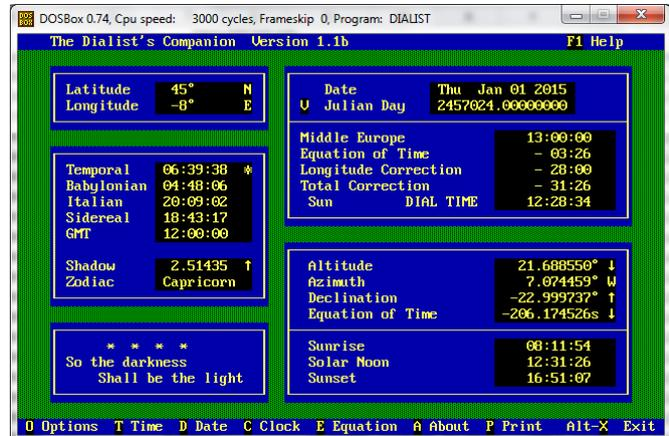 DOSBox 0.74, Cpu speed: 3000 cycles, Frameskip 0, Program: DIALIST
The Dialist's Companion Version 1.1b F1 Help
Latitude 45° N
Longitude -8° E
Date Thu Jan 01 2015
V Julian Day 2457024.00000000
Middle Europe 13:00:00
Equation of Time - 03:26
Longitude Correction - 28:00
Total Correction - 31:26
Sun DIAL TIME 12:28:34
Temporal 06:39:38 *
Babylonian 04:48:06
Italian 20:09:02
Sidereal 18:43:17
GMT 12:00:00
Shadow 2.51435 ↑
Zodiac Capricorn
Altitude 21.688550° ↓
Azimuth 7.074459° W
Declination -22.999737° ↑
Equation of Time -206.174526s ↓
Sunrise 08:11:54
Solar Noon 12:31:26
Sunset 16:51:07
* * * *
So the darkness
Shall be the light
O Options T Time D Date C Clock E Equation A About P Print Alt-X Exit